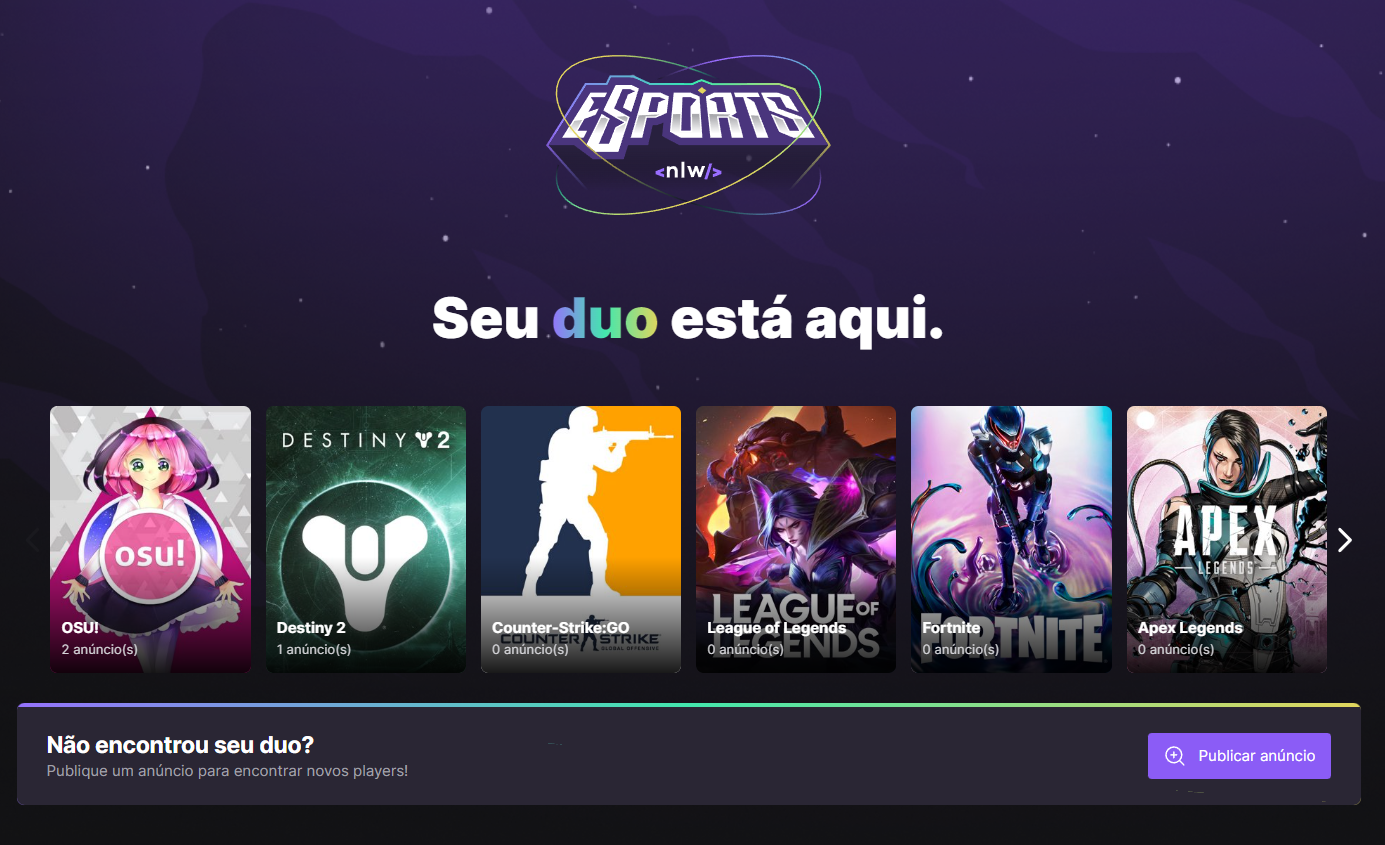 eSPORTS
<nlw/>
Seu duo está aqui.
osu!
OSU!
2 anúncio(s)
DESTINY 2
Destiny 2
1 anúncio(s)
Counter-Strike:GO
COUNTER STRIKE
GLOBAL OFFENSIVE
0 anúncio(s)
LEAGUE OF
League of Legends
LEGENDS
0 anúncio(s)
Fortnite
FORTNITE
0 anúncio(s)
APEX
LEGENDS
Apex Legends
0 anúncio(s)
Não encontrou seu duo?
Publique um anúncio para encontrar novos players!
Publicar anúncio